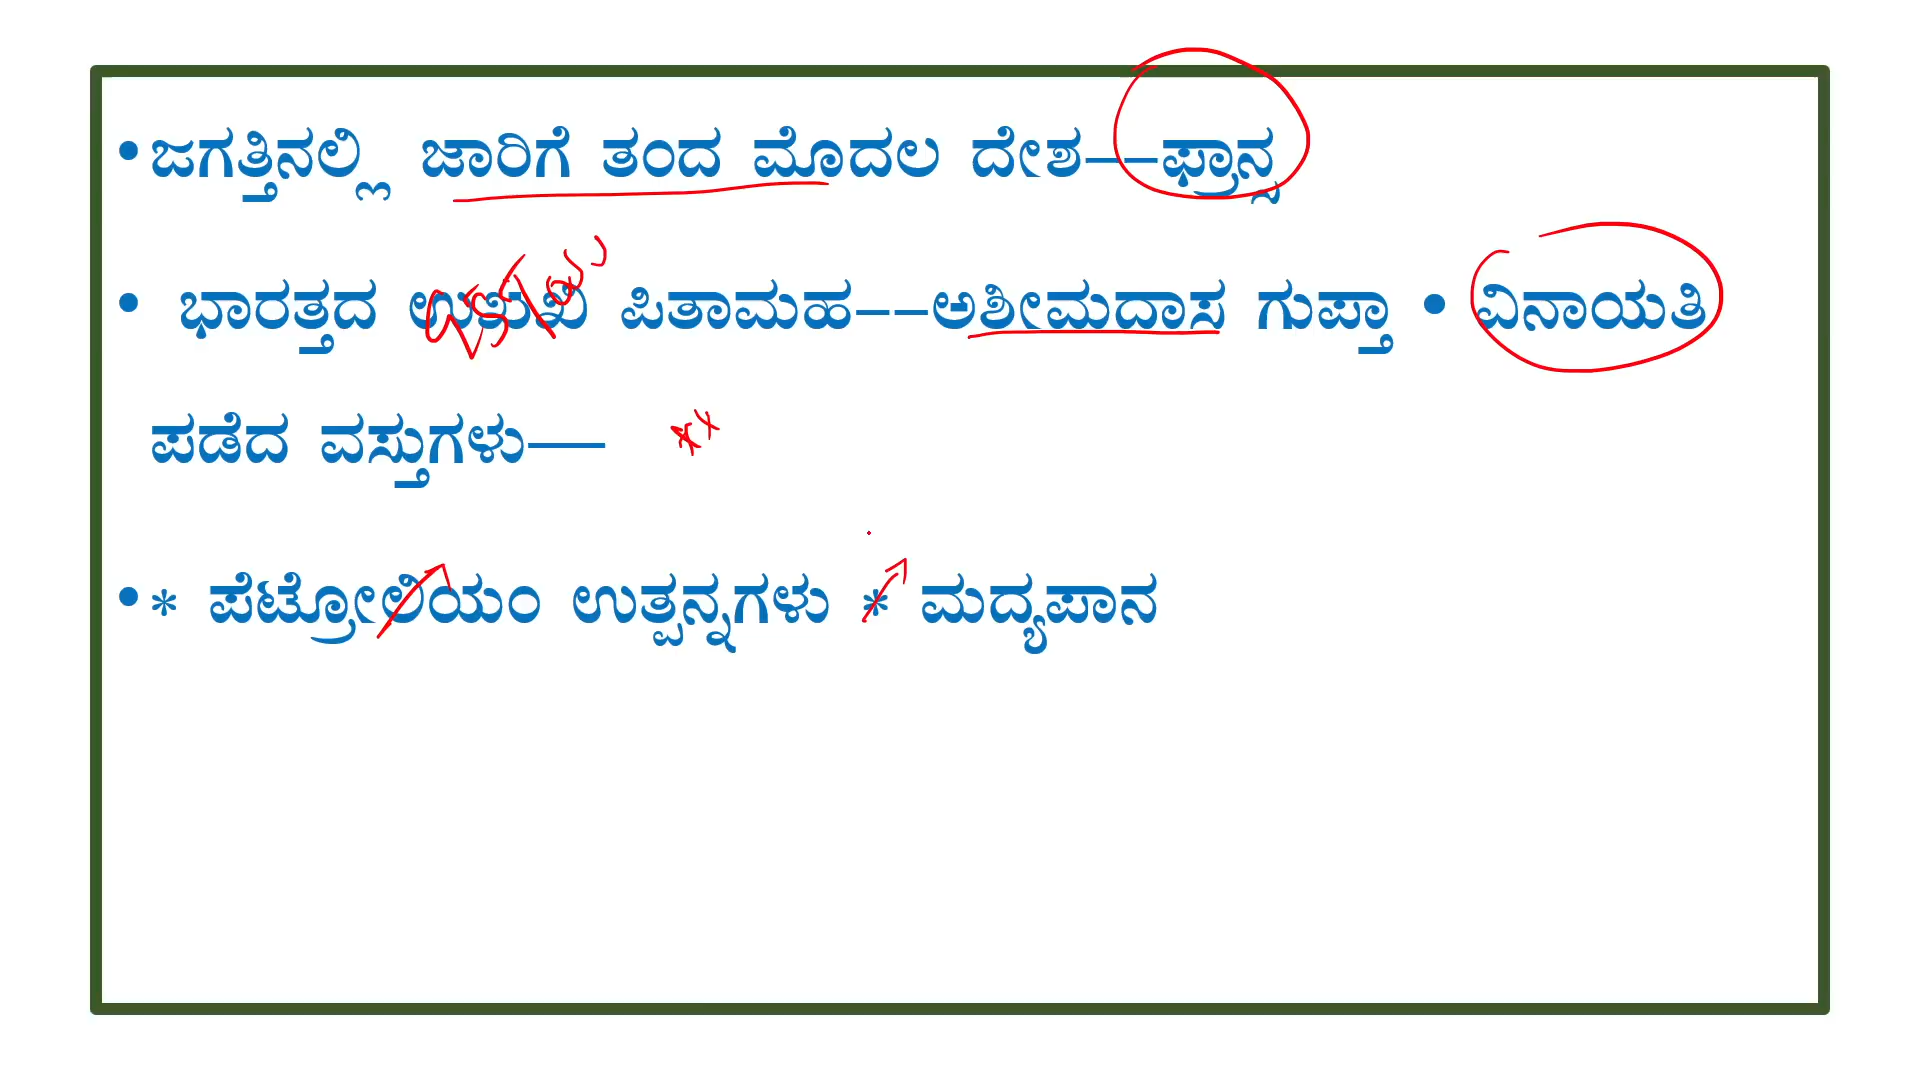 •ಜಗತ್ತಿನಲ್ಲಿ ಜಾರಿಗೆ ತಂದ ಮೊದಲ ದೇಶ––ಫ್ರಾನ್ಸ
• ಭಾರತ್ತದ ಪಿತಾಮಹ––ಅಶೀಮದಾಸ ಗುಪ್ತಾ • ವಿನಾಯತಿ
ಪಡೆದ ವಸ್ತುಗಳು––
•* ಪೆಟ್ರೋಲಿಯಂ ಉತ್ಪನ್ನಗಳು * ಮದ್ಯಪಾನ